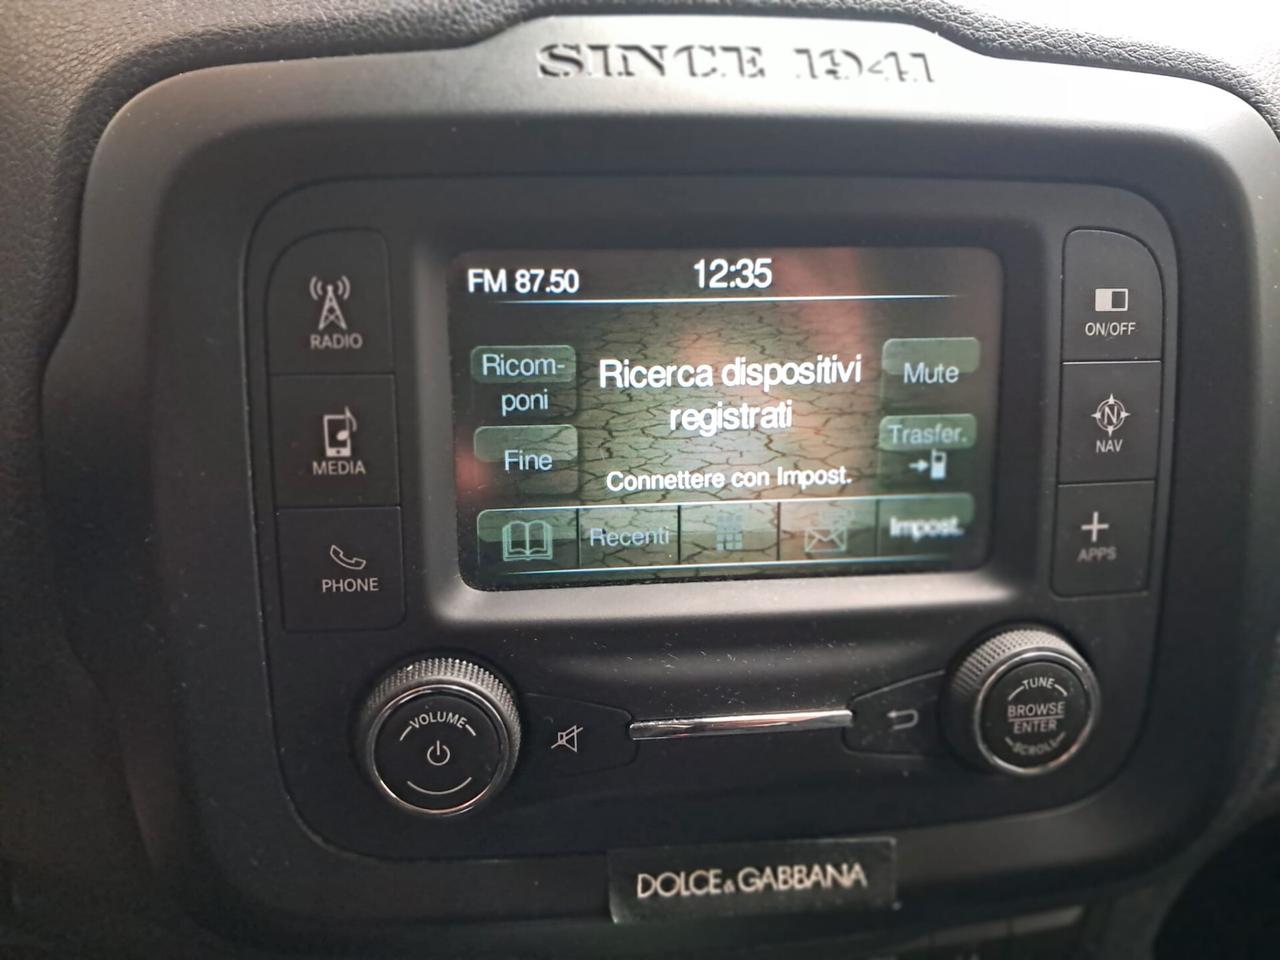 SINCE 1941
RADIO
MEDIA
PHONE
FM 87.50
12:35
Ricom-
poni
Fine
Ricerca dispositivi
registrati
Connettere con Impost.
Mute
Trasfer.
Recenti
Impost.
ON/OFF
N
NAV
APPS
VOLUME
TUNE
BROWSE
ENTER
SCROLL
DOLCE&GABBANA